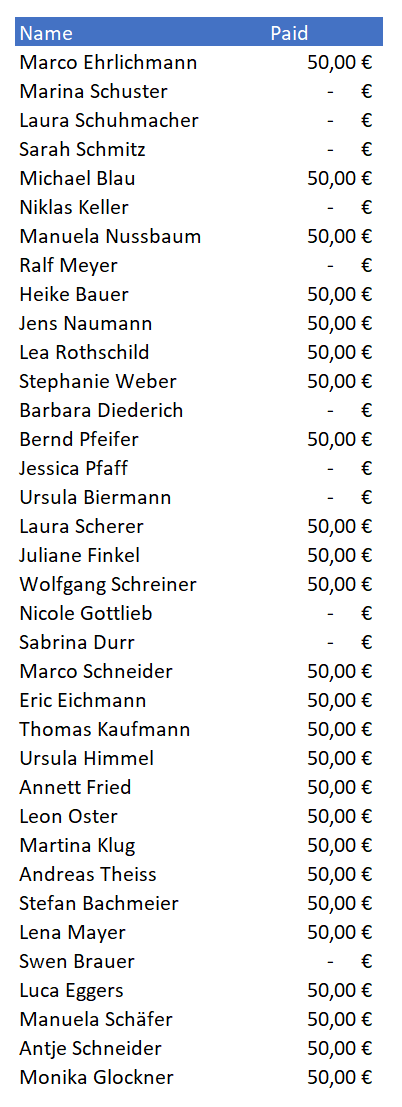 Name Paid
Marco Ehrlichmann 50,00 €
Marina Schuster - €
Laura Schuhmacher - €
Sarah Schmitz - €
Michael Blau 50,00 €
Niklas Keller - €
Manuela Nussbaum 50,00 €
Ralf Meyer - €
Heike Bauer 50,00 €
Jens Naumann 50,00 €
Lea Rothschild 50,00 €
Stephanie Weber 50,00 €
Barbara Diederich - €
Bernd Pfeifer 50,00 €
Jessica Pfaff - €
Ursula Biermann - €
Laura Scherer 50,00 €
Juliane Finkel 50,00 €
Wolfgang Schreiner 50,00 €
Nicole Gottlieb - €
Sabrina Durr - €
Marco Schneider 50,00 €
Eric Eichmann 50,00 €
Thomas Kaufmann 50,00 €
Ursula Himmel 50,00 €
Annett Fried 50,00 €
Leon Oster 50,00 €
Martina Klug 50,00 €
Andreas Theiss 50,00 €
Stefan Bachmeier 50,00 €
Lena Mayer 50,00 €
Swen Brauer - €
Luca Eggers 50,00 €
Manuela Schäfer 50,00 €
Antje Schneider 50,00 €
Monika Glockner 50,00 €